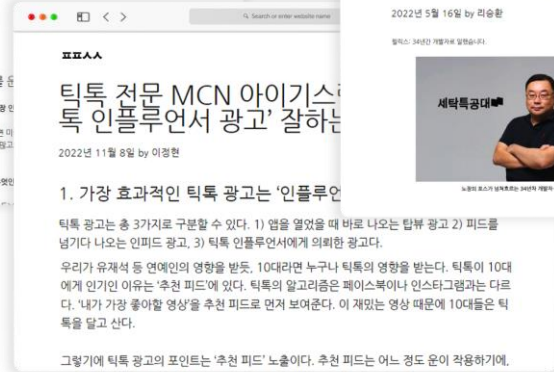 Search or enter website name
ㅍㅍㅅㅅ
틱톡 전문 MCN 아이기스
톡 인플루언서 광고’ 잘하는
2022년 11월 8일 by 이정현
1. 가장 효과적인 틱톡 광고는 ‘인플루언
틱톡 광고는 총 3가지로 구분할 수 있다. 1) 앱을 열었을 때 바로 나오는 탑뷰 광고 2) 피드를
넘기다 나오는 인피드 광고, 3) 틱톡 인플루언서에게 의뢰한 광고다.
우리가 유재석 등 연예인의 영향을 받듯, 10대라면 누구나 틱톡의 영향을 받는다. 틱톡이 10대
에게 인기인 이유는 ‘추천 피드’에 있다. 틱톡의 알고리즘은 페이스북이나 인스타그램과는 다르
다. ‘내가 가장 좋아할 영상’을 추천 피드로 먼저 보여준다. 이 재밌는 영상 때문에 10대들은 틱
톡을 달고 산다.
그렇기에 틱톡 광고의 포인트는 ‘추천 피드’ 노출이다. 추천 피드는 어느 정도 운이 작용하기에,
2022년 5월 16일 by 리승환
34년간 개발자로 일했습니다.
세탁특공대